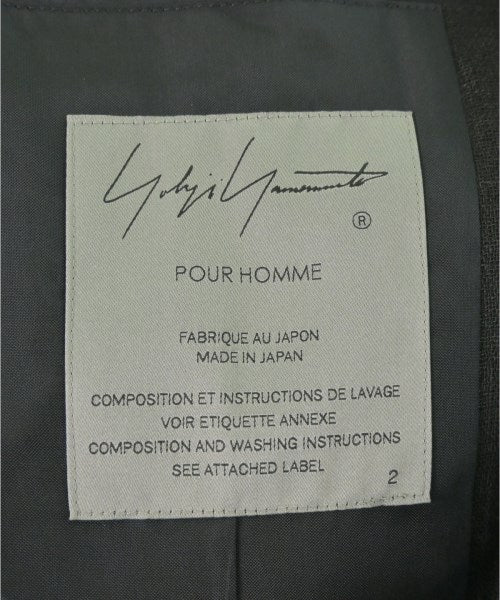 Yohji Yamamoto
®
POUR HOMME
FABRIQUE AU JAPON
MADE IN JAPAN
COMPOSITION ET INSTRUCTIONS DE LAVAGE
VOIR ETIQUETTE ANNEXE
COMPOSITION AND WASHING INSTRUCTIONS
SEE ATTACHED LABEL
2